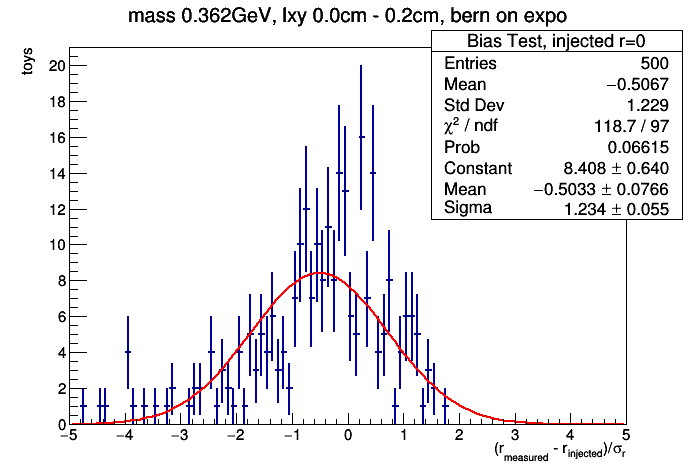 mass 0.362GeV, lxy 0.0cm - 0.2cm, bern on expo
Bias Test, injected r=0
Entries 500
Mean −0.5067
Std Dev 1.229
χ² / ndf 118.7 / 97
Prob 0.06615
Constant 8.408 ± 0.640
Mean −0.5033 ± 0.0766
Sigma 1.234 ± 0.055
toys
20
18
16
14
12
10
8
6
4
2
0
−5 −4 −3 −2 −1 0 1 2 3 4 5
(r_measured - r_injected)/σ_r